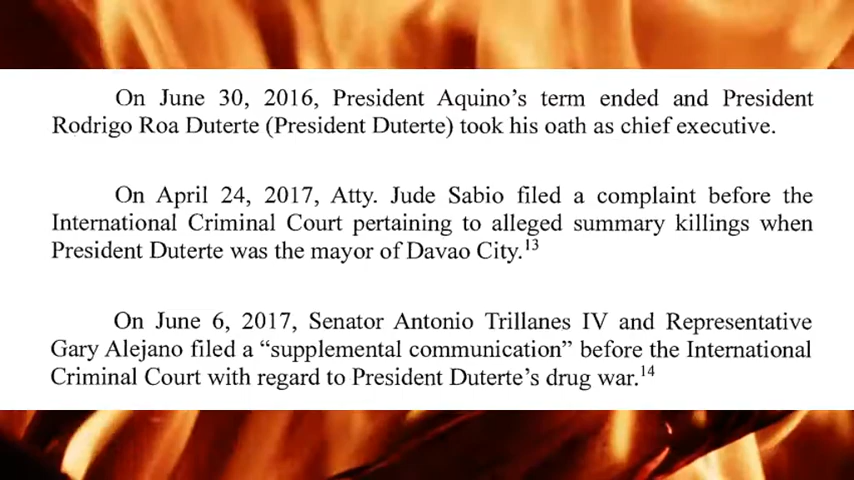 On June 30, 2016, President Aquino’s term ended and President
Rodrigo Roa Duterte (President Duterte) took his oath as chief executive.
On April 24, 2017, Atty. Jude Sabio filed a complaint before the
International Criminal Court pertaining to alleged summary killings when
President Duterte was the mayor of Davao City.13
On June 6, 2017, Senator Antonio Trillanes IV and Representative
Gary Alejano filed a “supplemental communication” before the International
Criminal Court with regard to President Duterte’s drug war.14